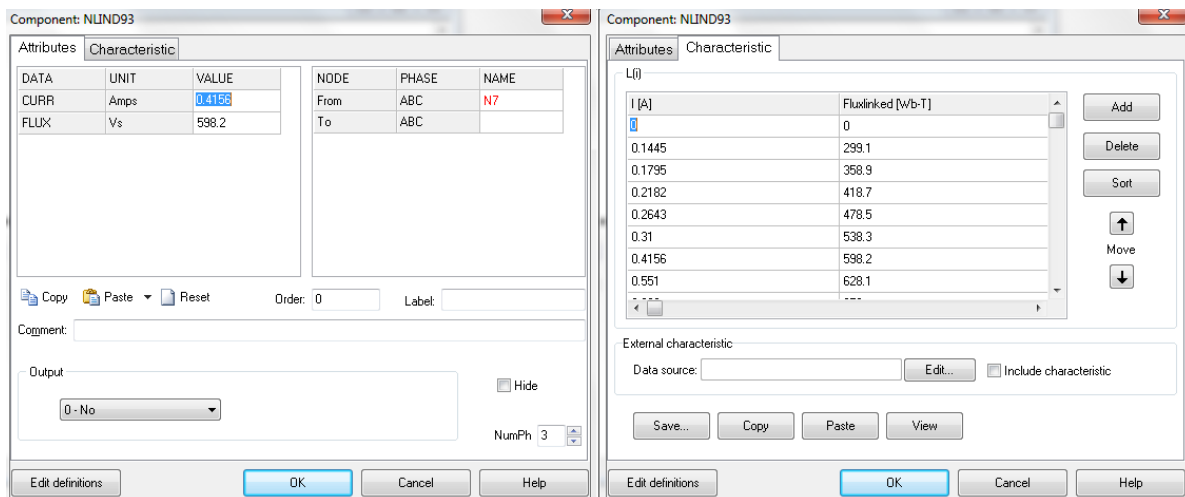 Component: NLIND93
Attributes Characteristic
DATA UNIT VALUE
CURR Amps 0.4156
FLUX Vs 598.2
NODE PHASE NAME
From ABC N7
To ABC
Copy Paste Reset Order: 0 Label:
Comment:
Output
0 - No
Hide
NumPh 3
Edit definitions OK Cancel Help
Component: NLIND93
Attributes Characteristic
L(i)
I [A] Fluxlinked [Wb-T]
0 0
0.1445 299.1
0.1795 358.9
0.2182 418.7
0.2643 478.5
0.31 538.3
0.4156 598.2
0.551 628.1
Add
Delete
Sort
Move
External characteristic
Data source: Edit... Include characteristic
Save... Copy Paste View
Edit definitions OK Cancel Help